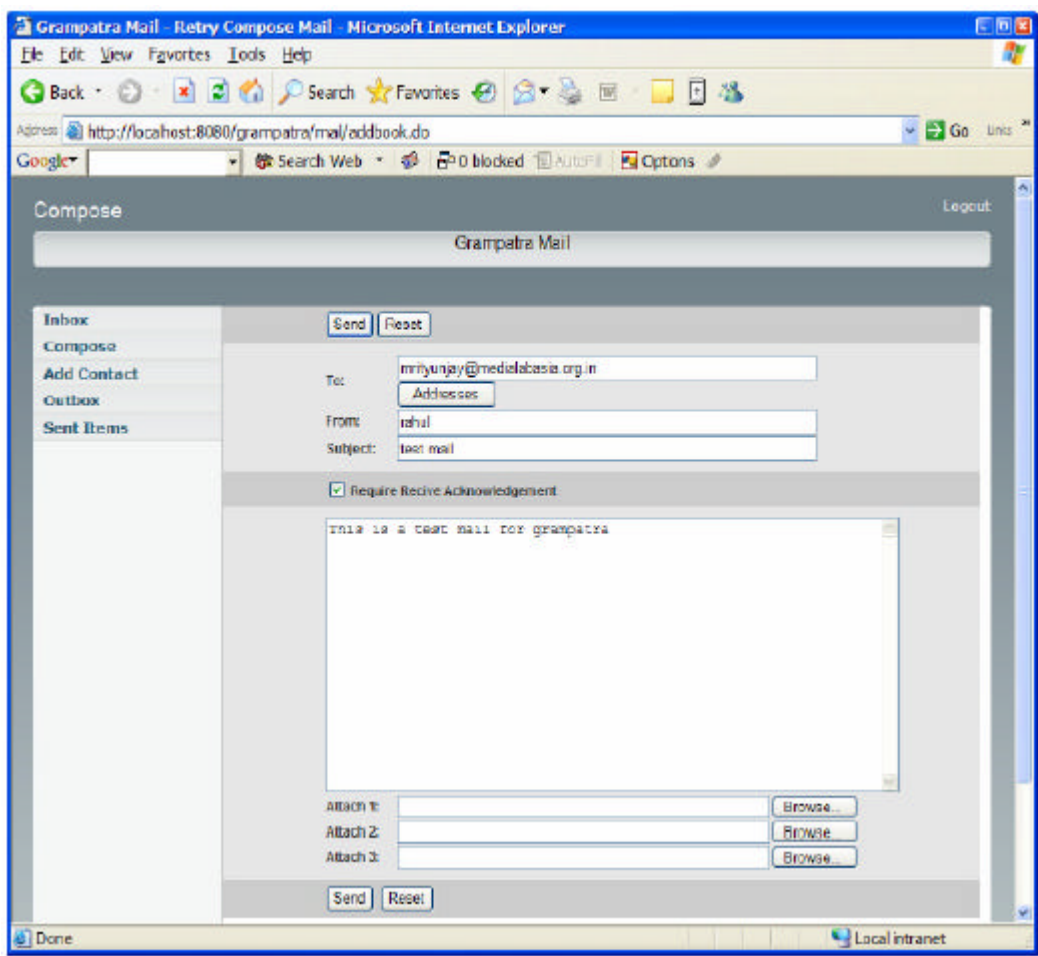 Grampatra Mail - Retry Compose Mail - Microsoft Internet Explorer
File Edit View Favorites Tools Help
Back Search Favorites
Address http://localhost:8080/grampatra/mail/addbook.do Go Links »
Google Search Web 0 blocked AutoFill Options
Compose Logout
Grampatra Mail
Inbox
Compose
Add Contact
Outbox
Sent Items
Send Reset
To: mrityunjay@medialabasia.org.in
Addresses
From: rahul
Subject: test mail
Require Recive Acknowledgement
This is a test mail for grampatra
Attach 1: Browse...
Attach 2: Browse...
Attach 3: Browse...
Send Reset
Done Local intranet